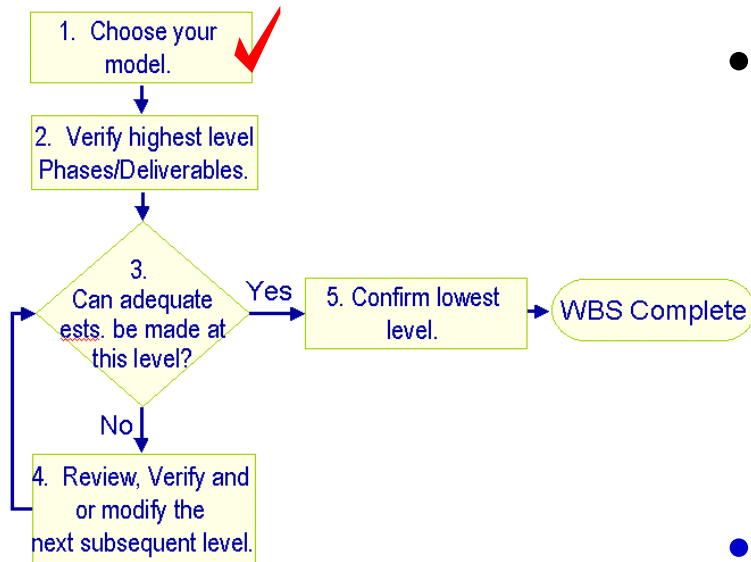 1. Choose your
model.
2. Verify highest level
Phases/Deliverables.
3.
Can adequate
ests. be made at
this level?
Yes
5. Confirm lowest
level.
WBS Complete
No
4. Review, Verify and
or modify the
next subsequent level.